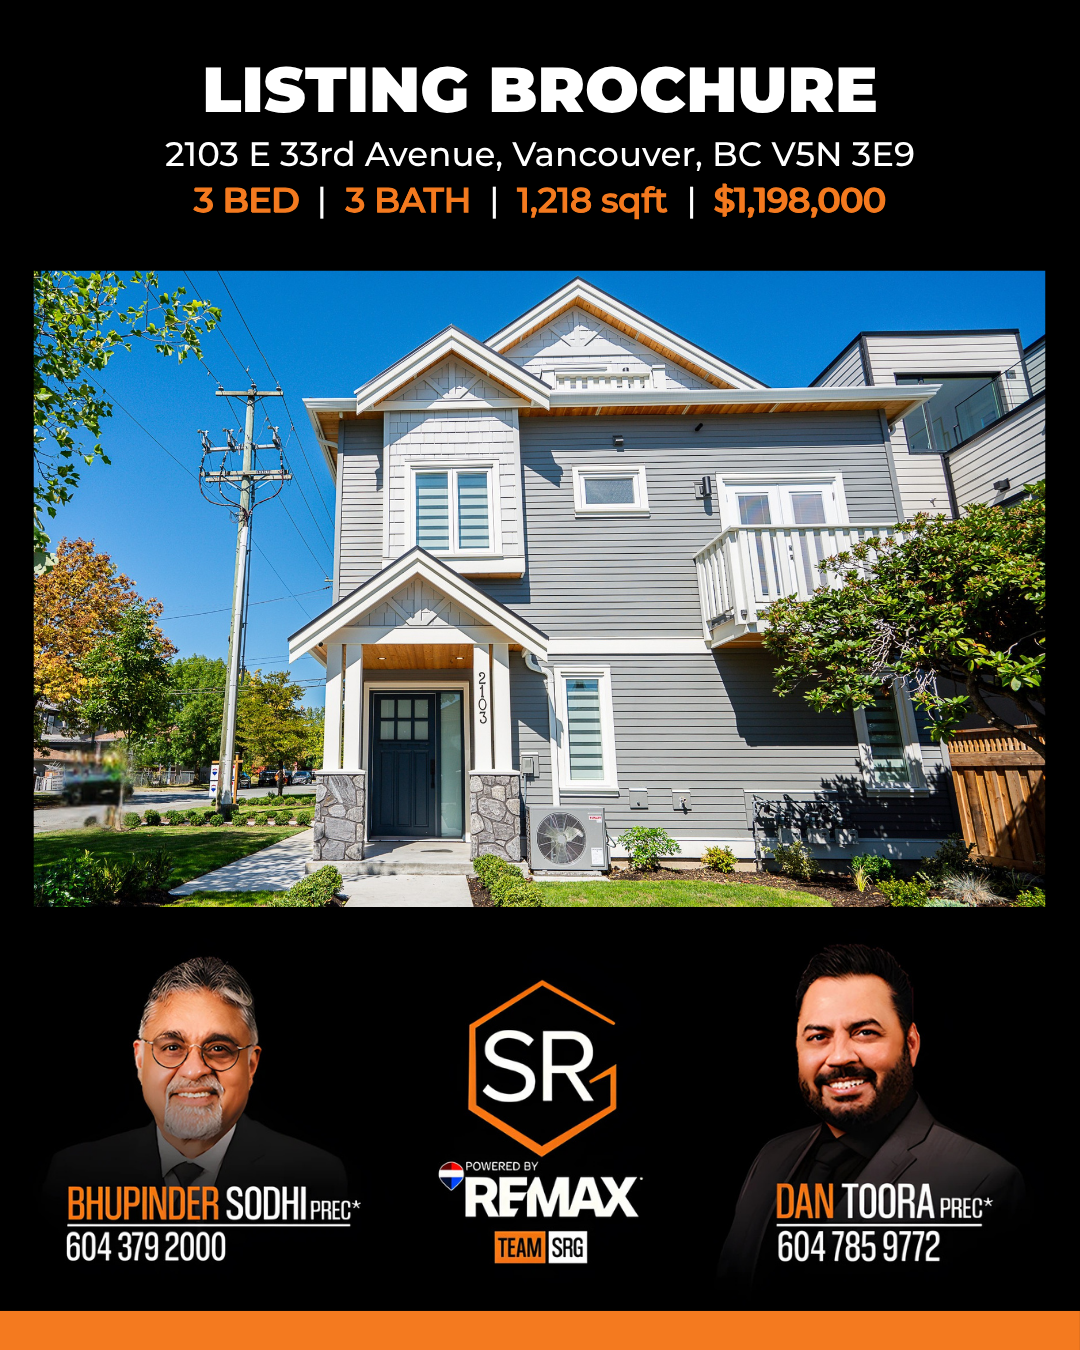 LISTING BROCHURE
2103 E 33rd Avenue, Vancouver, BC V5N 3E9
3 BED | 3 BATH | 1,218 sqft | $1,198,000
2103
SR
POWERED BY
REMAX
TEAM SRG
BHUPINDER SODHI PREC*
604 379 2000
DAN TOORA PREC*
604 785 9772